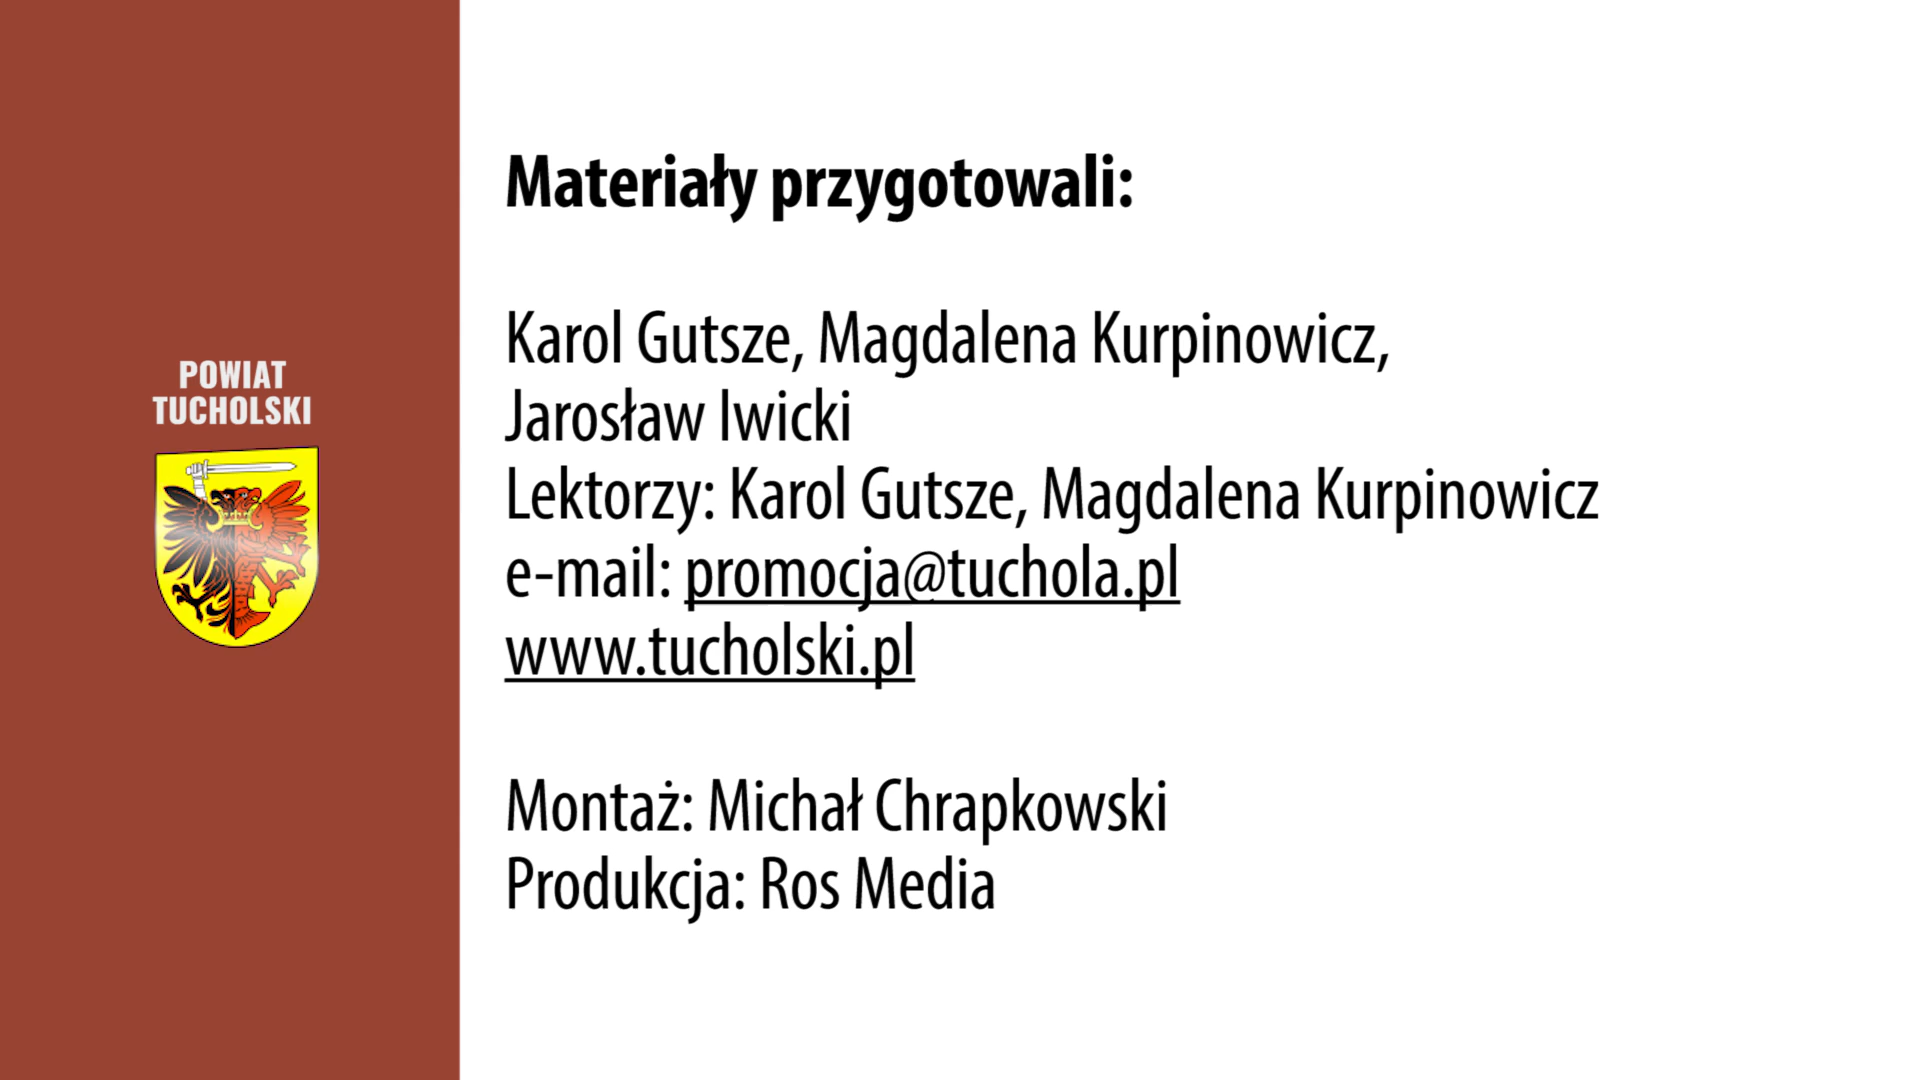 POWIAT
TUCHOLSKI
Materiały przygotowali:
Karol Gutsze, Magdalena Kurpinowicz,
Jarosław Iwicki
Lektorzy: Karol Gutsze, Magdalena Kurpinowicz
e-mail: promocja@tuchola.pl
www.tucholski.pl
Montaż: Michał Chrapkowski
Produkcja: Ros Media